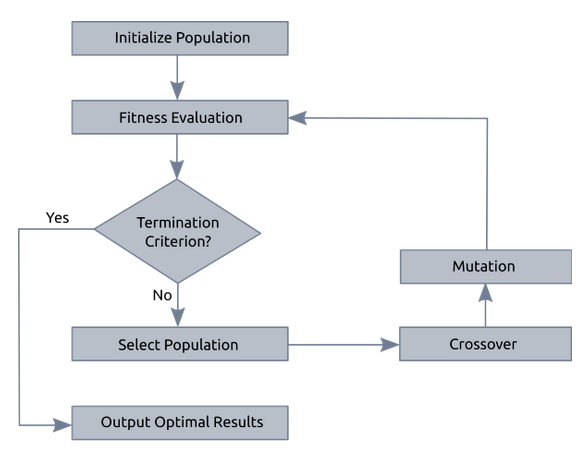 Initialize Population
Fitness Evaluation
Termination
Criterion?
Yes
No
Select Population
Crossover
Mutation
Output Optimal Results